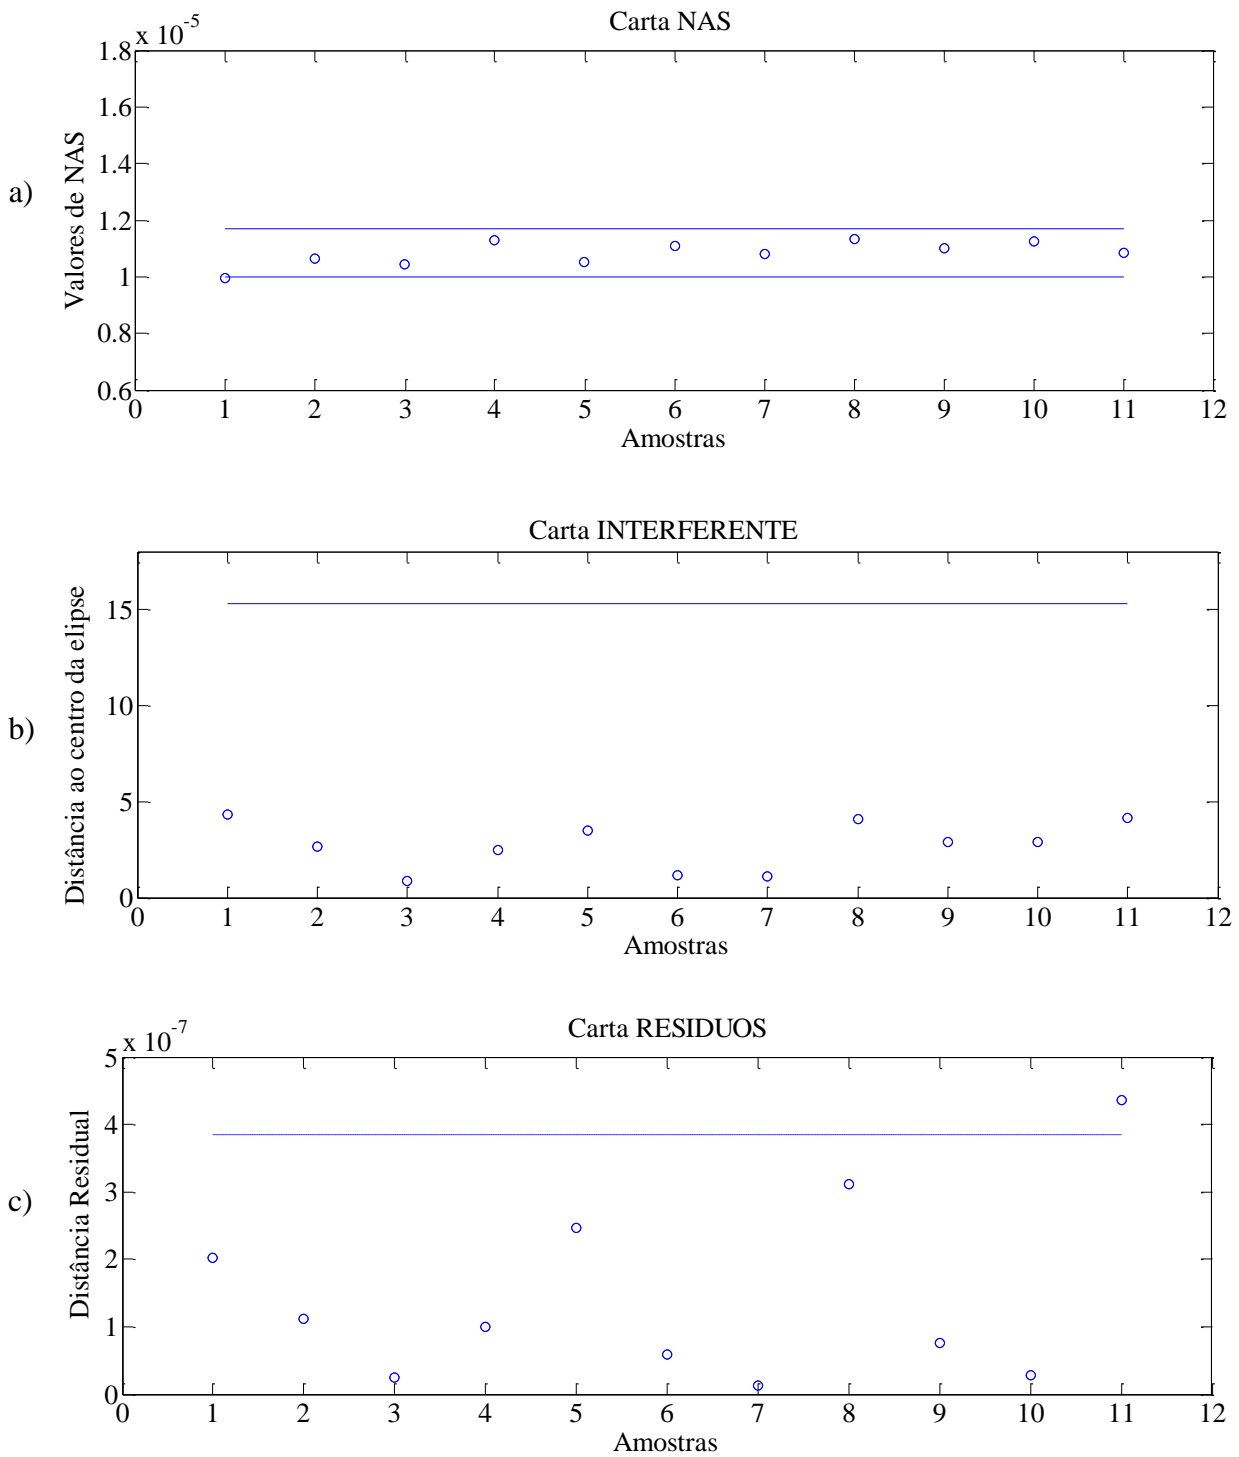 Carta NAS
x 10-5
1.8
1.6
1.4
1.2
1
0.8
0.6
Valores de NAS
a)
0 1 2 3 4 5 6 7 8 9 10 11 12
Amostras
Carta INTERFERENTE
15
10
5
0
Distância ao centro da elipse
b)
0 1 2 3 4 5 6 7 8 9 10 11 12
Amostras
Carta RESIDUOS
x 10-7
5
4
3
2
1
0
Distância Residual
c)
0 1 2 3 4 5 6 7 8 9 10 11 12
Amostras